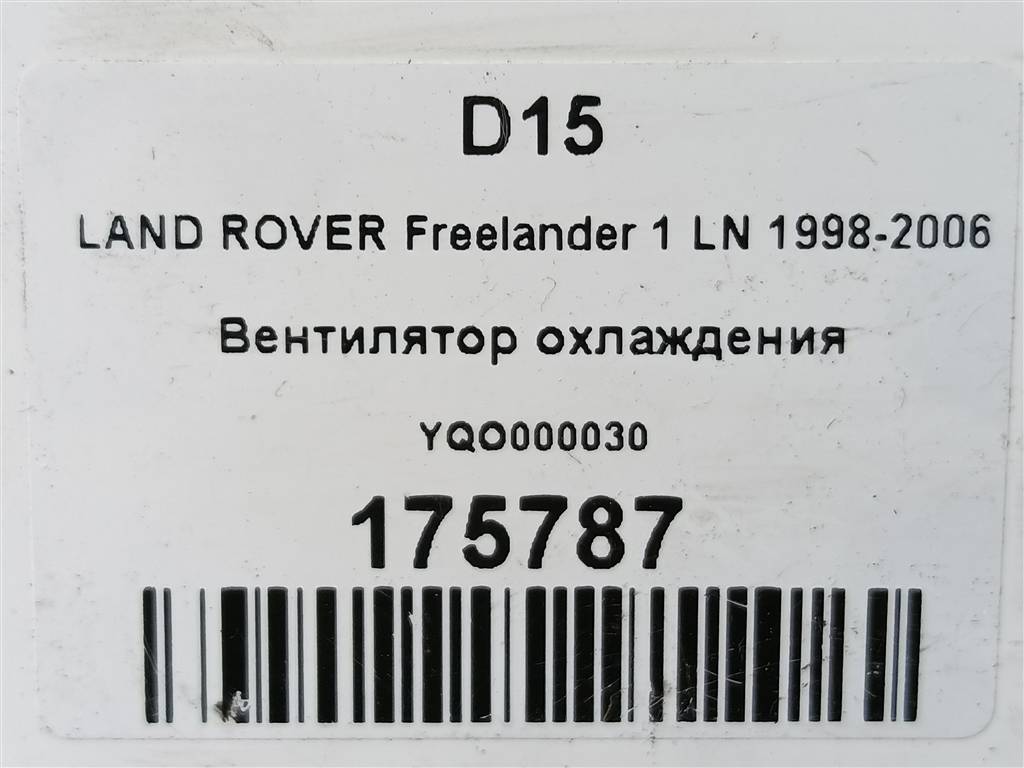 D15
LAND ROVER Freelander 1 LN 1998-2006
Вентилятор охлаждения
YQO000030
175787